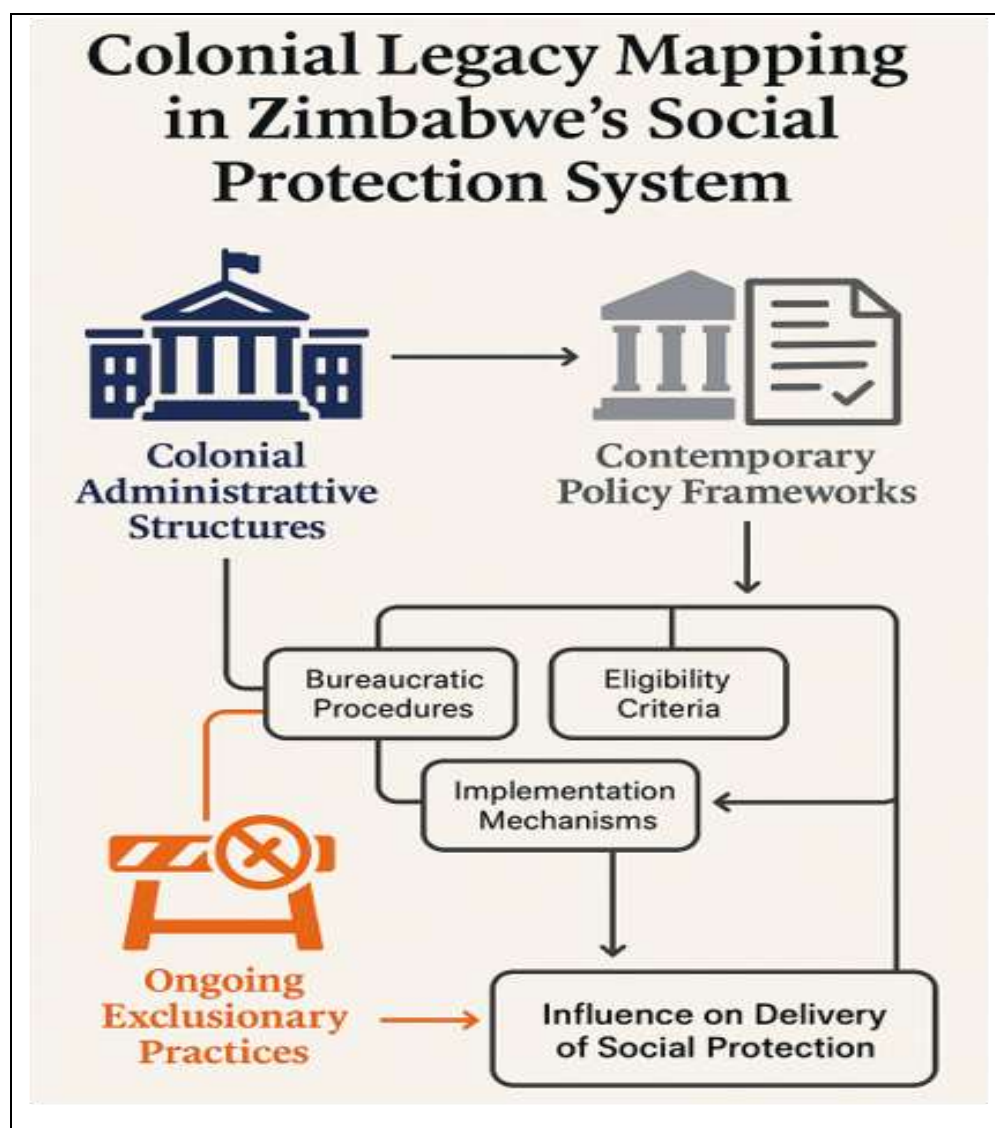 Colonial Legacy Mapping
in Zimbabwe’s Social
Protection System
Colonial
Administrattive
Structures
Contemporary
Policy Frameworks
Bureaucratic
Procedures
Eligibility
Criteria
Implementation
Mechanisms
Ongoing
Exclusionary
Practices
Influence on Delivery
of Social Protection